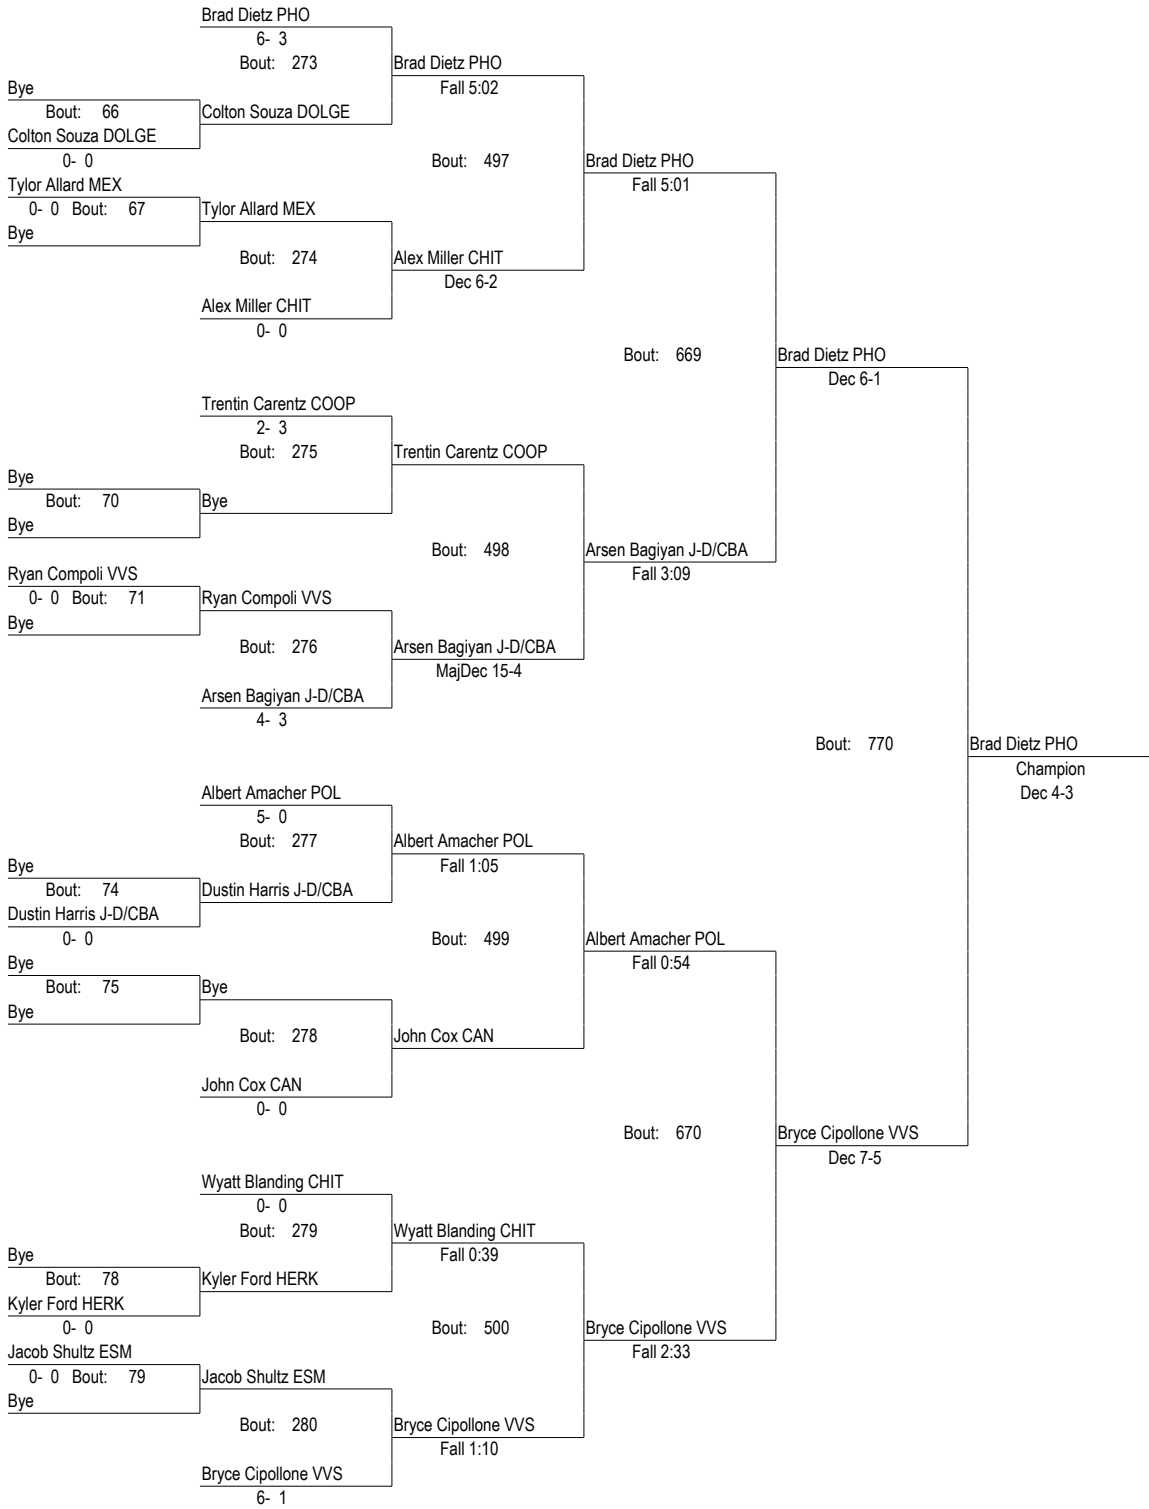 Brad Dietz PHO
6- 3
Bout: 273
Brad Dietz PHO
Bye
Fall 5:02
Bout: 66
Colton Souza DOLGE
Colton Souza DOLGE
0- 0
Bout: 497
Brad Dietz PHO
Tylor Allard MEX
Fall 5:01
0- 0 Bout: 67
Tylor Allard MEX
Bye
Bout: 274
Alex Miller CHIT
Dec 6-2
Alex Miller CHIT
0- 0
Bout: 669
Brad Dietz PHO
Dec 6-1
Trentin Carentz COOP
2- 3
Bout: 275
Trentin Carentz COOP
Bye
Bout: 70
Bye
Bye
Bout: 498
Arsen Bagiyan J-D/CBA
Ryan Compoli VVS
Fall 3:09
0- 0 Bout: 71
Ryan Compoli VVS
Bye
Bout: 276
Arsen Bagiyan J-D/CBA
MajDec 15-4
Arsen Bagiyan J-D/CBA
4- 3
Bout: 770
Brad Dietz PHO
Champion
Dec 4-3
Albert Amacher POL
5- 0
Bout: 277
Albert Amacher POL
Bye
Fall 1:05
Bout: 74
Dustin Harris J-D/CBA
Dustin Harris J-D/CBA
0- 0
Bout: 499
Albert Amacher POL
Bye
Fall 0:54
Bout: 75
Bye
Bye
Bout: 278
John Cox CAN
John Cox CAN
0- 0
Bout: 670
Bryce Cipollone VVS
Dec 7-5
Wyatt Blanding CHIT
0- 0
Bout: 279
Wyatt Blanding CHIT
Bye
Fall 0:39
Bout: 78
Kyler Ford HERK
Kyler Ford HERK
0- 0
Bout: 500
Bryce Cipollone VVS
Jacob Shultz ESM
Fall 2:33
0- 0 Bout: 79
Jacob Shultz ESM
Bye
Bout: 280
Bryce Cipollone VVS
Fall 1:10
Bryce Cipollone VVS
6- 1